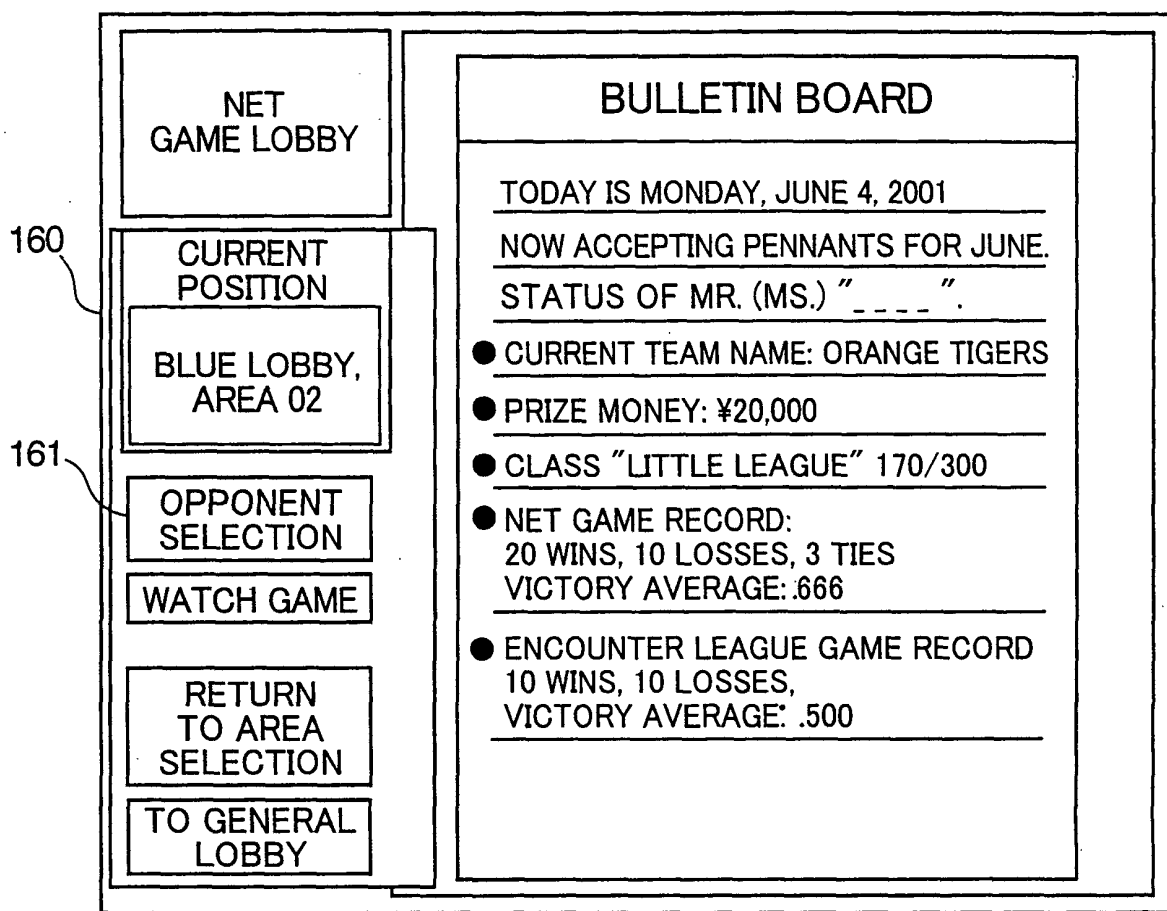 NET
GAME LOBBY
160
CURRENT
POSITION
BLUE LOBBY,
AREA 02
161
OPPONENT
SELECTION
WATCH GAME
RETURN
TO AREA
SELECTION
TO GENERAL
LOBBY
BULLETIN BOARD
TODAY IS MONDAY, JUNE 4, 2001
NOW ACCEPTING PENNANTS FOR JUNE.
STATUS OF MR. (MS.) "_ _ _ _ ".
● CURRENT TEAM NAME: ORANGE TIGERS
● PRIZE MONEY: ¥20,000
● CLASS "LITTLE LEAGUE" 170/300
● NET GAME RECORD:
20 WINS, 10 LOSSES, 3 TIES
VICTORY AVERAGE: .666
● ENCOUNTER LEAGUE GAME RECORD
10 WINS, 10 LOSSES,
VICTORY AVERAGE: .500